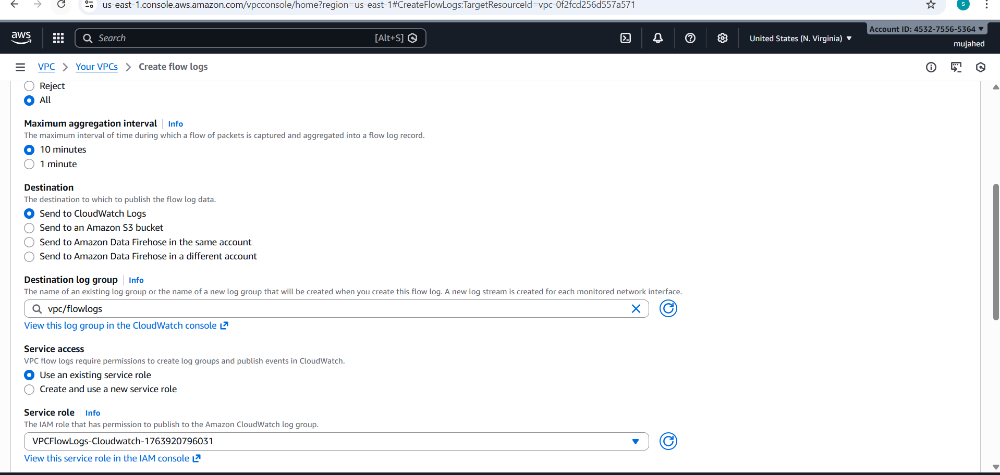 us-east-1.console.aws.amazon.com/vpcconsole/home?region=us-east-1#CreateFlowLogs:TargetResourceId=vpc-0f2fcd256d557a571
S
aws
Search
[Alt+S]
United States (N. Virginia)
Account ID: 4532-7556-5364
mujahed
VPC
Your VPCs
Create flow logs
Reject
All
Maximum aggregation interval
Info
The maximum interval of time during which a flow of packets is captured and aggregated into a flow log record.
10 minutes
1 minute
Destination
The destination to which to publish the flow log data.
Send to CloudWatch Logs
Send to an Amazon S3 bucket
Send to Amazon Data Firehose in the same account
Send to Amazon Data Firehose in a different account
Destination log group
Info
The name of an existing log group or the name of a new log group that will be created when you create this flow log. A new log stream is created for each monitored network interface.
vpc/flowlogs
View this log group in the CloudWatch console
Service access
VPC flow logs require permissions to create log groups and publish events in CloudWatch.
Use an existing service role
Create and use a new service role
Service role
Info
The IAM role that has permission to publish to the Amazon CloudWatch log group.
VPCFlowLogs-Cloudwatch-1763920796031
View this service role in the IAM console